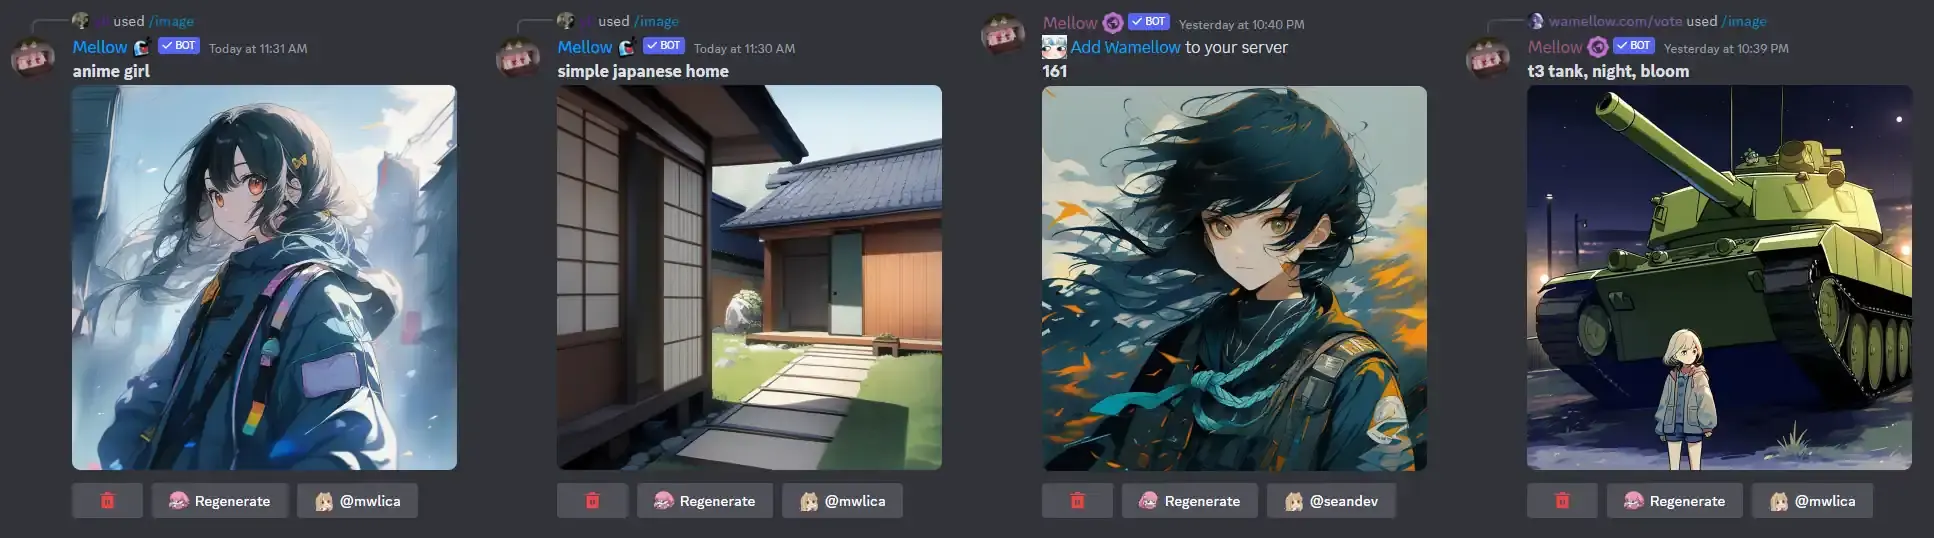 used /image
Mellow BOT Today at 11:31 AM
anime girl
Regenerate @mwlica
used /image
Mellow BOT Today at 11:30 AM
simple japanese home
Regenerate @mwlica
Mellow BOT Yesterday at 10:40 PM
Add Wamellow to your server
161
Regenerate @seandev
wamellow.com/vote used /image
Mellow BOT Yesterday at 10:39 PM
t3 tank, night, bloom
Regenerate @mwlica